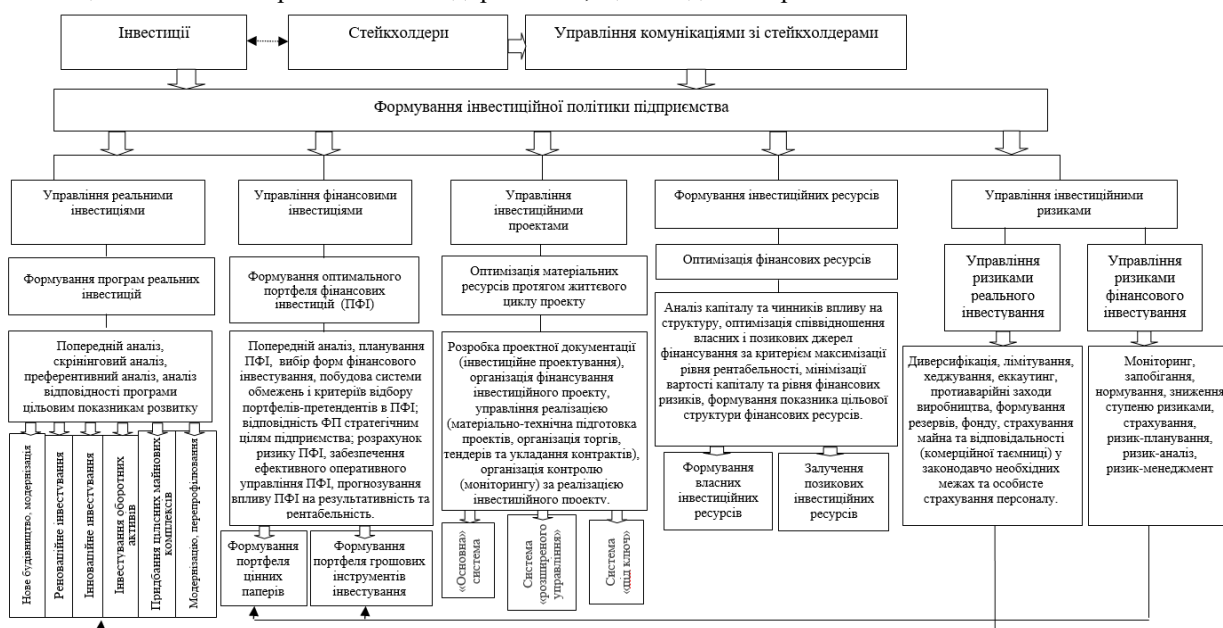 Інвестиції
Стейкхолдери
Управління комунікаціями зі стейкхолдерами
Формування інвестиційної політики підприємства
Управління реальними
інвестиціями
Управління фінансовими
інвестиціями
Управління
інвестиційними
проектами
Формування інвестиційних ресурсів
Управління інвестиційними
ризиками
Формування програм реальних
інвестицій
Формування оптимального
портфеля фінансових
інвестицій (ПФІ)
Оптимізація матеріальних
ресурсів протягом життєвого
циклу проекту
Оптимізація фінансових ресурсів
Управління
ризиками
реального
інвестування
Управління
ризиками
фінансового
інвестування
Попередній аналіз,
скрінінговий аналіз,
преферентивний аналіз, аналіз
відповідності програми
цільовим показникам розвитку
Попередній аналіз, планування
ПФІ, вибір форм фінансового
інвестування, побудова системи
обмежень і критеріїв відбору
портфелів-претендентів в ПФІ;
відповідність ФІП стратегічним
цілям підприємства; розрахунок
ризику ПФІ, забезпечення
ефективного оперативного
управління ПФІ, прогнозування
впливу ПФІ на результативність та
рентабельність.
Розробка проектної документації
(інвестиційне проектування),
організація фінансування
інвестиційного проекту,
управління реалізацією
(матеріально-технічна підготовка
проектів, організація торгів,
тендерів та укладання контрактів),
організація контролю
(моніторингу) за реалізацією
інвестиційного проекту.
Аналіз капіталу та чинників впливу на
структуру, оптимізація співвідношення
власних і позикових джерел
фінансування за критерієм максимізації
рівня рентабельності, мінімізації
вартості капіталу та рівня фінансових
ризиків, формування показника цільової
структури фінансових ресурсів.
Диверсифікація, лімітування,
хеджування, еккаутинг,
протиаварійні заходи
виробництва, формування
резервів, фонду, страхування
майна та відповідальності
(комерційної таємниці) у
законодавчо необхідних
межах та особисте
страхування персоналу.
Моніторинг,
запобігання,
нормування, зниження
ступеню ризиками,
страхування,
ризик-планування,
ризик-аналіз,
ризик-менеджмент
Нове будівництво, модернізація
Реноваційне інвестування
Інноваційне інвестування
Інвестування оборотних
активів
Придбання цілісних майнових
комплексів
Модернізацію, перепрофілювання
Формування
портфеля
цінних
паперів
Формування
портфеля грошових
інструментів
інвестування
«Основна»
система
Система
«розширеного
управління»
Система
«під ключ»
Формування
власних
інвестиційних
ресурсів
Залучення
позикових
інвестиційних
ресурсів